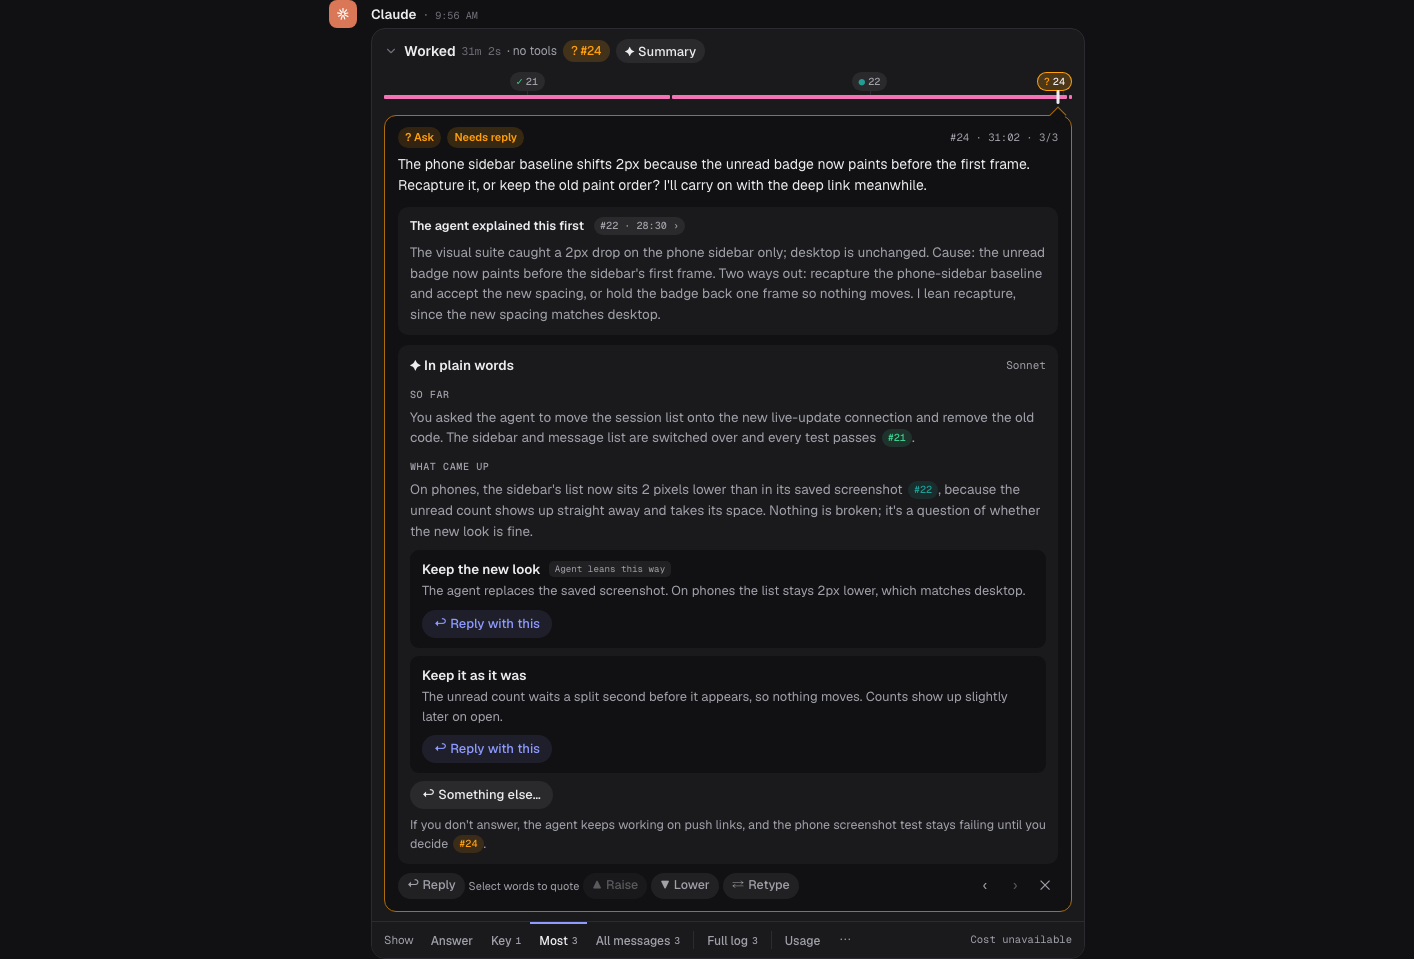 Claude · 9:56 AM
Worked 31m 2s · no tools ? #24 ✦ Summary
✓ 21 ● 22 ? 24
? Ask Needs reply #24 · 31:02 · 3/3
The phone sidebar baseline shifts 2px because the unread badge now paints before the first frame.
Recapture it, or keep the old paint order? I'll carry on with the deep link meanwhile.
The agent explained this first #22 · 28:30 ›
The visual suite caught a 2px drop on the phone sidebar only; desktop is unchanged. Cause: the unread
badge now paints before the sidebar's first frame. Two ways out: recapture the phone-sidebar baseline
and accept the new spacing, or hold the badge back one frame so nothing moves. I lean recapture,
since the new spacing matches desktop.
✦ In plain words Sonnet
SO FAR
You asked the agent to move the session list onto the new live-update connection and remove the old
code. The sidebar and message list are switched over and every test passes #21.
WHAT CAME UP
On phones, the sidebar's list now sits 2 pixels lower than in its saved screenshot #22, because the
unread count shows up straight away and takes its space. Nothing is broken; it's a question of whether
the new look is fine.
Keep the new look Agent leans this way
The agent replaces the saved screenshot. On phones the list stays 2px lower, which matches desktop.
↩ Reply with this
Keep it as it was
The unread count waits a split second before it appears, so nothing moves. Counts show up slightly
later on open.
↩ Reply with this
↩ Something else…
If you don't answer, the agent keeps working on push links, and the phone screenshot test stays failing until you
decide #24.
↩ Reply Select words to quote ▲ Raise ▼ Lower ⇄ Retype ‹ › ✕
Show Answer Key 1 Most 3 All messages 3 Full log 3 Usage ··· Cost unavailable